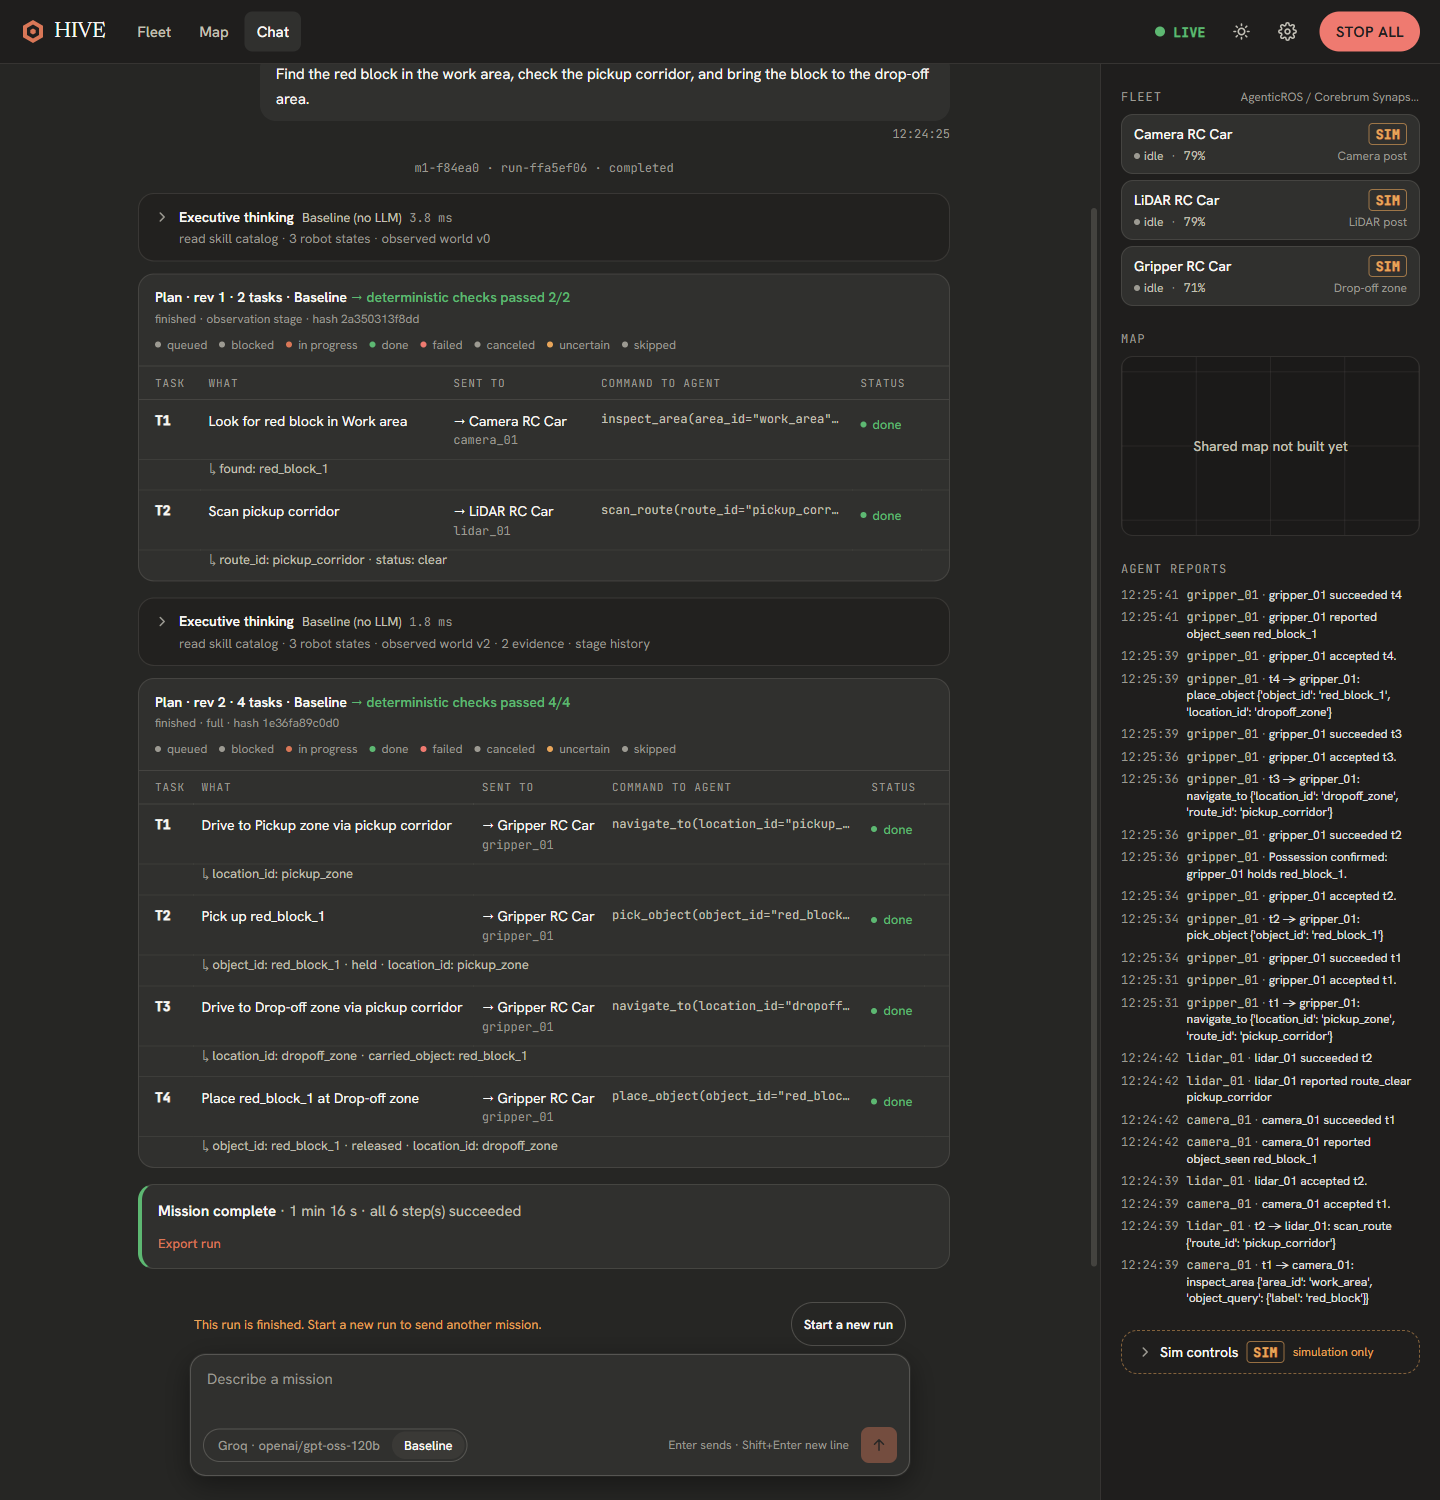 HIVE Fleet Map Chat LIVE STOP ALL
Find the red block in the work area, check the pickup corridor, and bring the block to the drop-off
area.
12:24:25
m1-f84ea0 · run-ffa5ef06 · completed
Executive thinking Baseline (no LLM) 3.8 ms
read skill catalog · 3 robot states · observed world v0
Plan · rev 1 · 2 tasks · Baseline → deterministic checks passed 2/2
finished · observation stage · hash 2a350313f8dd
queued blocked in progress done failed canceled uncertain skipped
TASK WHAT SENT TO COMMAND TO AGENT STATUS
T1 Look for red block in Work area → Camera RC Car inspect_area(area_id="work_area"… done
camera_01
↳ found: red_block_1
T2 Scan pickup corridor → LiDAR RC Car scan_route(route_id="pickup_corr… done
lidar_01
↳ route_id: pickup_corridor · status: clear
Executive thinking Baseline (no LLM) 1.8 ms
read skill catalog · 3 robot states · observed world v2 · 2 evidence · stage history
Plan · rev 2 · 4 tasks · Baseline → deterministic checks passed 4/4
finished · full · hash 1e36fa89c0d0
queued blocked in progress done failed canceled uncertain skipped
TASK WHAT SENT TO COMMAND TO AGENT STATUS
T1 Drive to Pickup zone via pickup corridor → Gripper RC Car navigate_to(location_id="pickup_… done
gripper_01
↳ location_id: pickup_zone
T2 Pick up red_block_1 → Gripper RC Car pick_object(object_id="red_block… done
gripper_01
↳ object_id: red_block_1 · held · location_id: pickup_zone
T3 Drive to Drop-off zone via pickup corridor → Gripper RC Car navigate_to(location_id="dropoff… done
gripper_01
↳ location_id: dropoff_zone · carried_object: red_block_1
T4 Place red_block_1 at Drop-off zone → Gripper RC Car place_object(object_id="red_bloc… done
gripper_01
↳ object_id: red_block_1 · released · location_id: dropoff_zone
Mission complete · 1 min 16 s · all 6 step(s) succeeded
Export run
This run is finished. Start a new run to send another mission. Start a new run
Describe a mission
Groq · openai/gpt-oss-120b Baseline Enter sends · Shift+Enter new line
FLEET AgenticROS / Corebrum Synaps…
Camera RC Car SIM
idle · 79% Camera post
LiDAR RC Car SIM
idle · 79% LiDAR post
Gripper RC Car SIM
idle · 71% Drop-off zone
MAP
Shared map not built yet
AGENT REPORTS
12:25:41 gripper_01 · gripper_01 succeeded t4
12:25:41 gripper_01 · gripper_01 reported
object_seen red_block_1
12:25:39 gripper_01 · gripper_01 accepted t4.
12:25:39 gripper_01 · t4 -> gripper_01:
place_object {'object_id': 'red_block_1',
'location_id': 'dropoff_zone'}
12:25:39 gripper_01 · gripper_01 succeeded t3
12:25:36 gripper_01 · gripper_01 accepted t3.
12:25:36 gripper_01 · t3 -> gripper_01:
navigate_to {'location_id': 'dropoff_zone',
'route_id': 'pickup_corridor'}
12:25:36 gripper_01 · gripper_01 succeeded t2
12:25:36 gripper_01 · Possession confirmed:
gripper_01 holds red_block_1.
12:25:34 gripper_01 · gripper_01 accepted t2.
12:25:34 gripper_01 · t2 -> gripper_01:
pick_object {'object_id': 'red_block_1'}
12:25:34 gripper_01 · gripper_01 succeeded t1
12:25:31 gripper_01 · gripper_01 accepted t1.
12:25:31 gripper_01 · t1 -> gripper_01:
navigate_to {'location_id': 'pickup_zone',
'route_id': 'pickup_corridor'}
12:24:42 lidar_01 · lidar_01 succeeded t2
12:24:42 lidar_01 · lidar_01 reported route_clear
pickup_corridor
12:24:42 camera_01 · camera_01 succeeded t1
12:24:42 camera_01 · camera_01 reported
object_seen red_block_1
12:24:39 lidar_01 · lidar_01 accepted t2.
12:24:39 camera_01 · camera_01 accepted t1.
12:24:39 lidar_01 · t2 -> lidar_01: scan_route
{'route_id': 'pickup_corridor'}
12:24:39 camera_01 · t1 -> camera_01:
inspect_area {'area_id': 'work_area',
'object_query': {'label': 'red_block'}}
Sim controls SIM simulation only